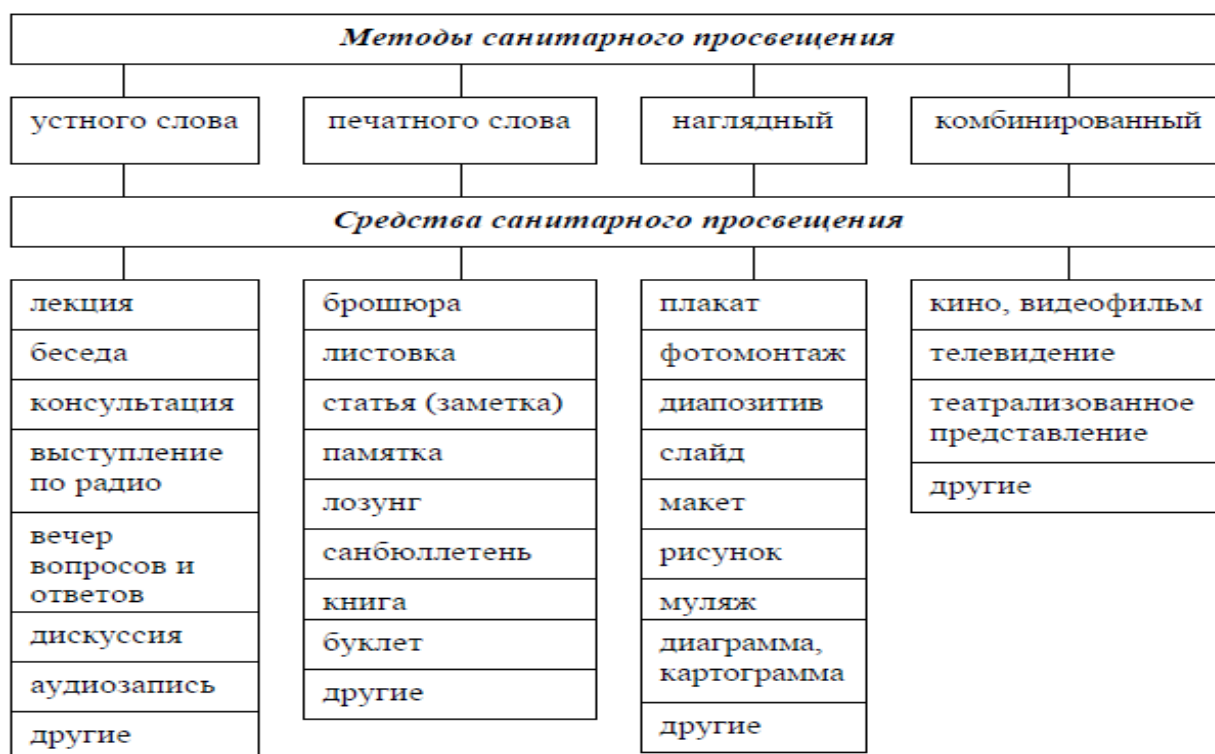 Методы санитарного просвещения
устного слова
печатного слова
наглядный
комбинированный
Средства санитарного просвещения
лекция
беседа
консультация
выступление
по радио
вечер
вопросов и
ответов
дискуссия
аудиозапись
другие
брошюра
листовка
статья (заметка)
памятка
лозунг
санбюллетень
книга
буклет
другие
плакат
фотомонтаж
диапозитив
слайд
макет
рисунок
муляж
диаграмма,
картограмма
другие
кино, видеофильм
телевидение
театрализованное
представление
другие